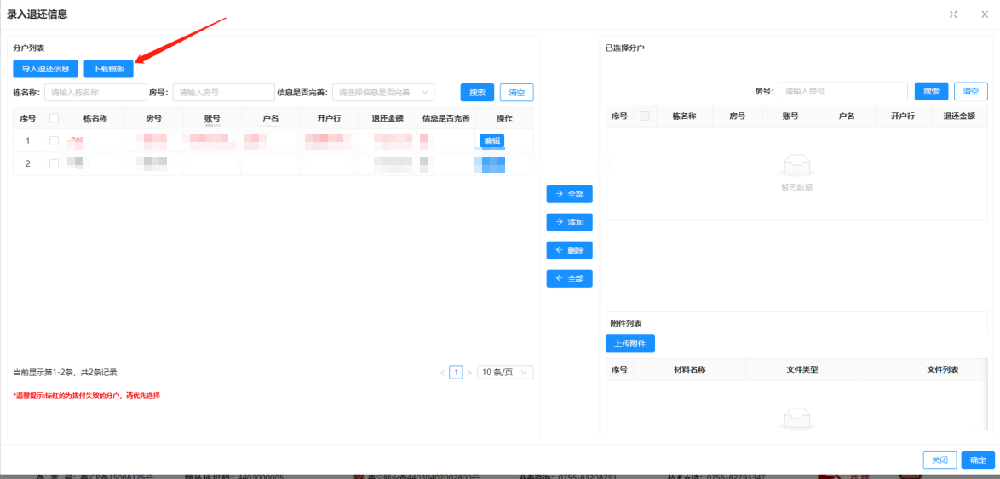 录入退还信息
分户列表
导入退还信息 下载模板
栋名称: 请输入栋名称 房号: 请输入房号 信息是否完善: 请选择信息是否完善 搜索 清空
序号 栋名称 房号 账号 户名 开户行 退还金额 信息是否完善 操作
1 编辑
2
当前显示第1-2条，共2条记录 < 1 > 10 条/页
*温馨提示:标红的为拨付失败的分户，请优先选择
→ 全部
→ 添加
← 删除
← 全部
已选择分户
房号: 请输入房号 搜索 清空
序号 栋名称 房号 账号 户名 开户行 退还金额
暂无数据
附件列表
上传附件
序号 材料名称 文件类型 文件列表
关闭 确定
备 案 号: 粤ICP备15068125号 网站标识码: 4403000005 粤公网安备44030402002800号 业务咨询: 0755-83208291 技术支持: 0755-82793347